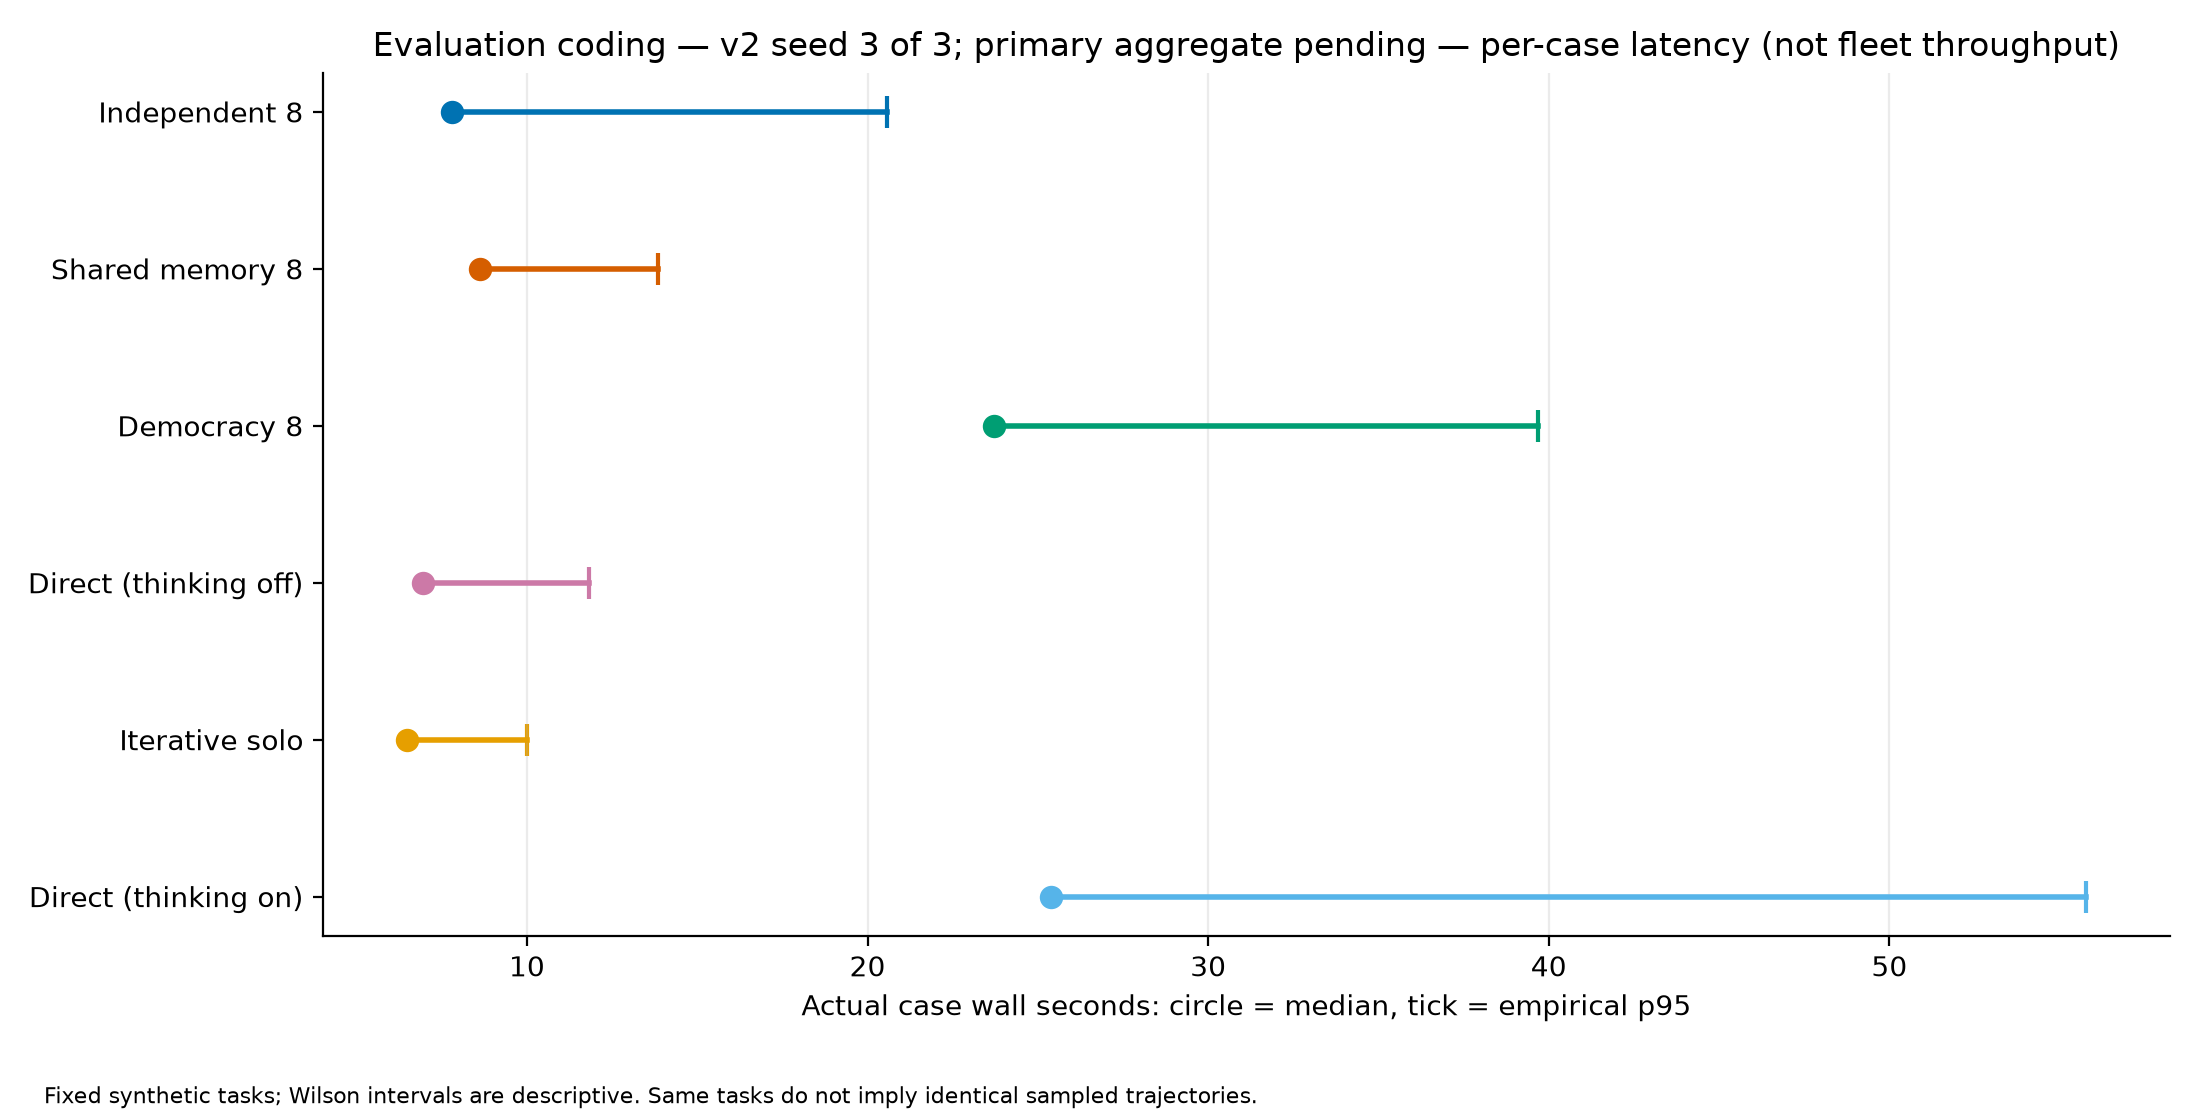 Evaluation coding — v2 seed 3 of 3; primary aggregate pending — per-case latency (not fleet throughput)
Independent 8
Shared memory 8
Democracy 8
Direct (thinking off)
Iterative solo
Direct (thinking on)
10 20 30 40 50
Actual case wall seconds: circle = median, tick = empirical p95
Fixed synthetic tasks; Wilson intervals are descriptive. Same tasks do not imply identical sampled trajectories.